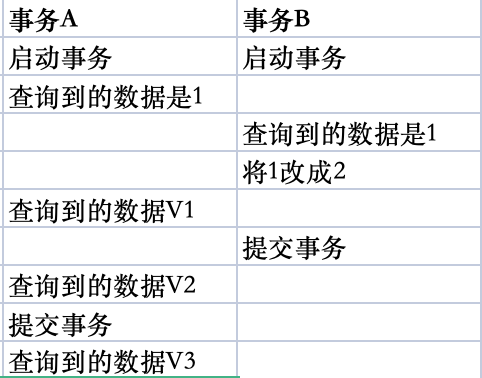 事务A 事务B
启动事务 启动事务
查询到的数据是1
查询到的数据是1
将1改成2
查询到的数据V1
提交事务
查询到的数据V2
提交事务
查询到的数据V3